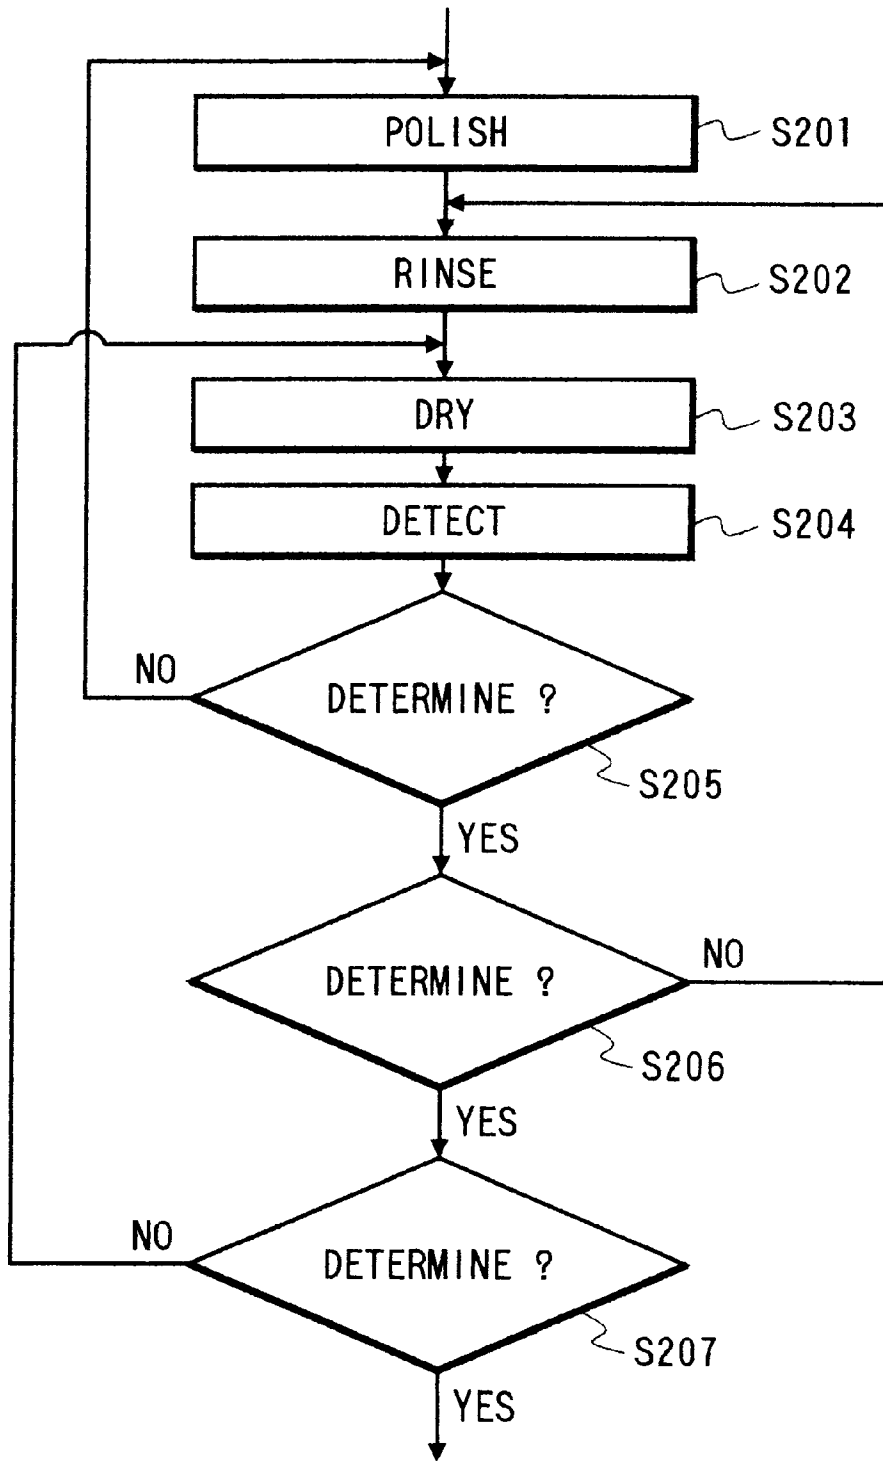 POLISH
S201
RINSE
S202
DRY
S203
DETECT
S204
NO
DETERMINE ?
S205
YES
DETERMINE ?
NO
S206
YES
NO
DETERMINE ?
S207
YES